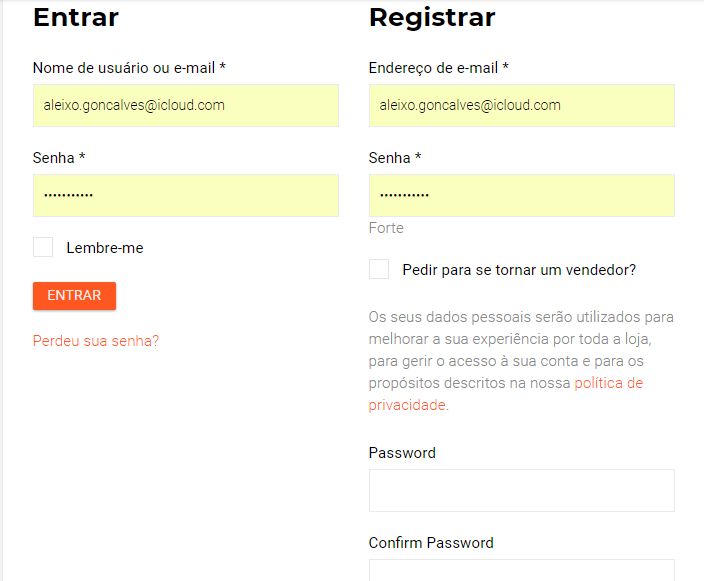 Entrar
Nome de usuário ou e-mail *
aleixo.goncalves@icloud.com
Senha *
•••••••••••
Lembre-me
ENTRAR
Perdeu sua senha?
Registrar
Endereço de e-mail *
aleixo.goncalves@icloud.com
Senha *
•••••••••••
Forte
Pedir para se tornar um vendedor?
Os seus dados pessoais serão utilizados para
melhorar a sua experiência por toda a loja,
para gerir o acesso à sua conta e para os
propósitos descritos na nossa política de
privacidade.
Password
Confirm Password